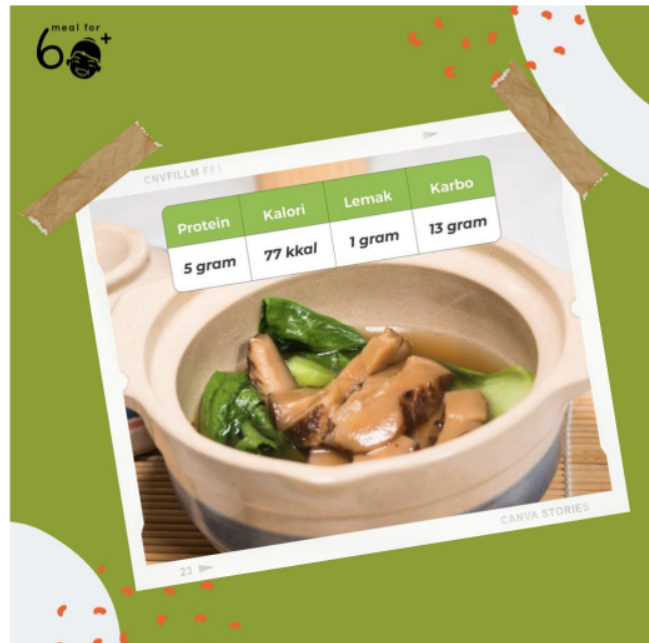 meal for
60+
CNVFILLM FF1
Protein Kalori Lemak Karbo
5 gram 77 kkal 1 gram 13 gram
CANVA STORIES
23